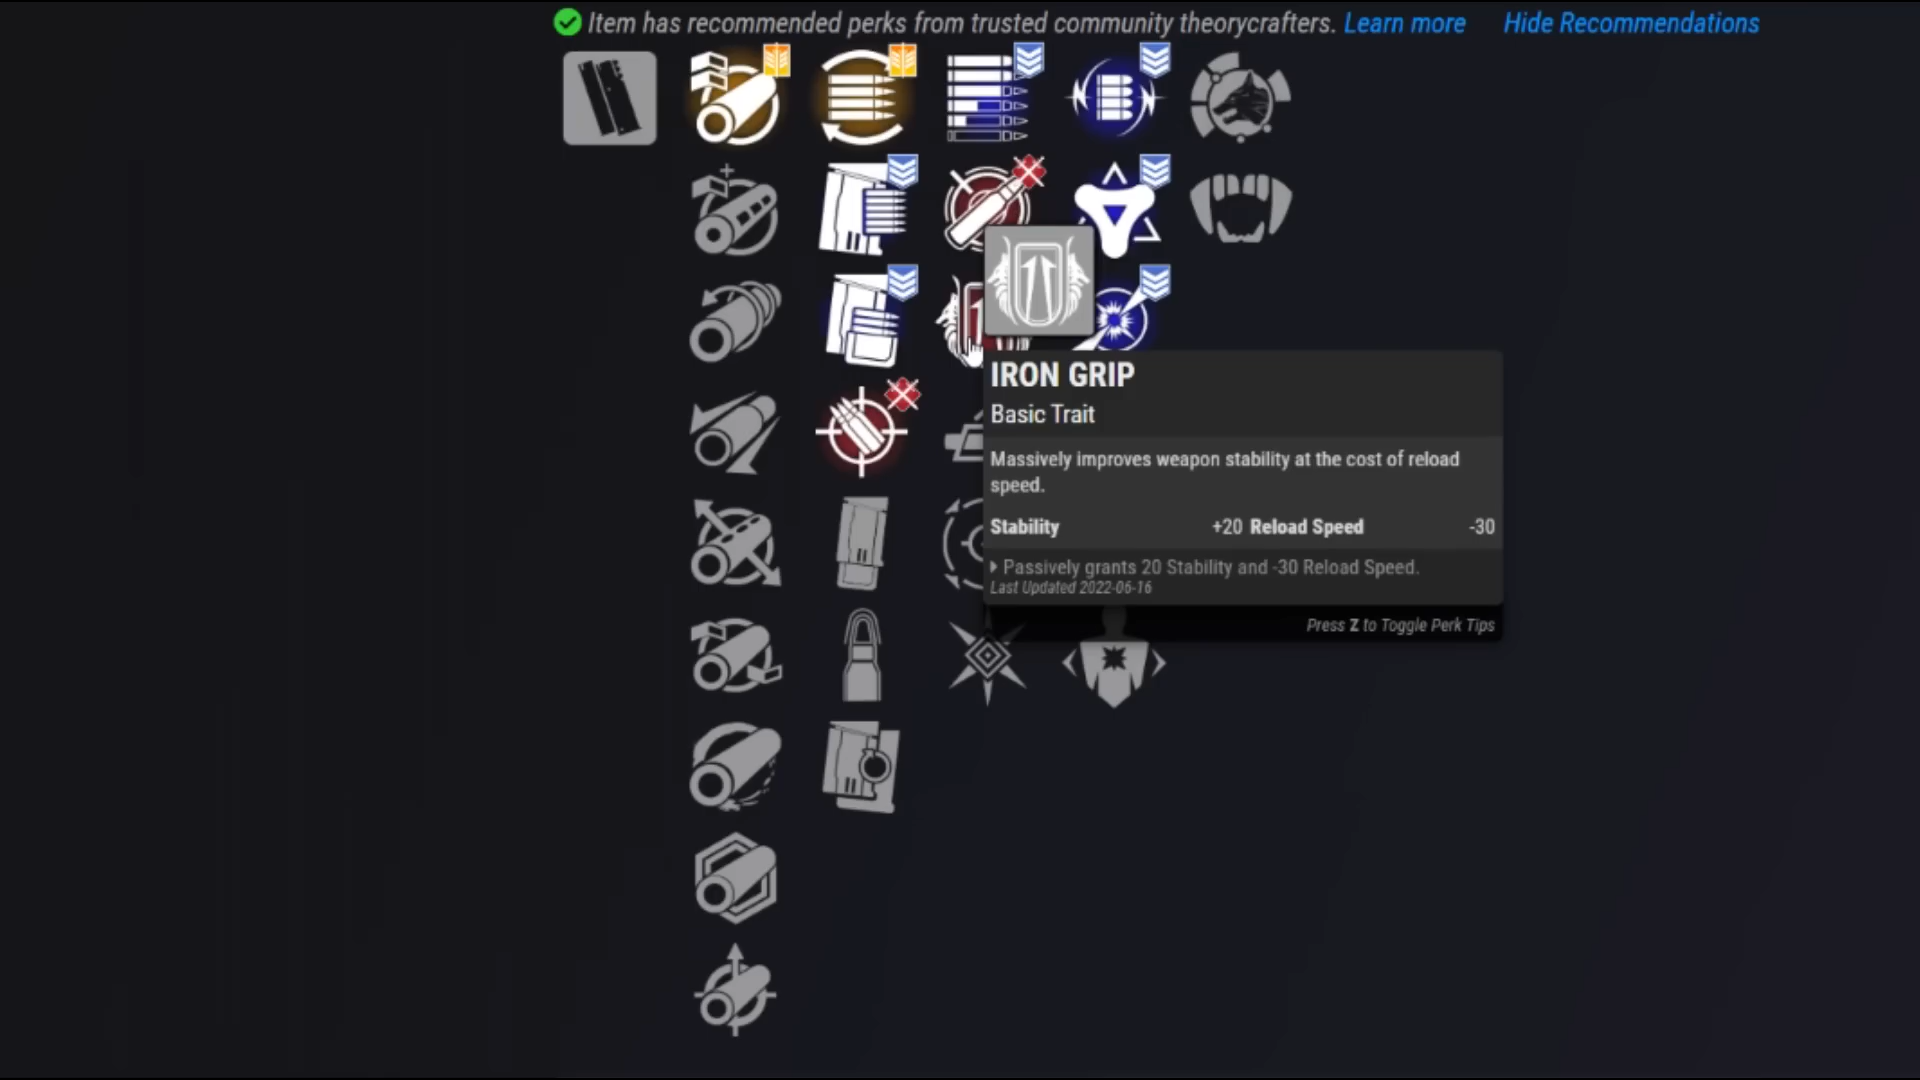 Item has recommended perks from trusted community theorycrafters. Learn more Hide Recommendations
IRON GRIP
Basic Trait
Massively improves weapon stability at the cost of reload
speed.
Stability +20 Reload Speed -30
Passively grants 20 Stability and -30 Reload Speed.
Last Updated 2022-06-16
Press Z to Toggle Perk Tips